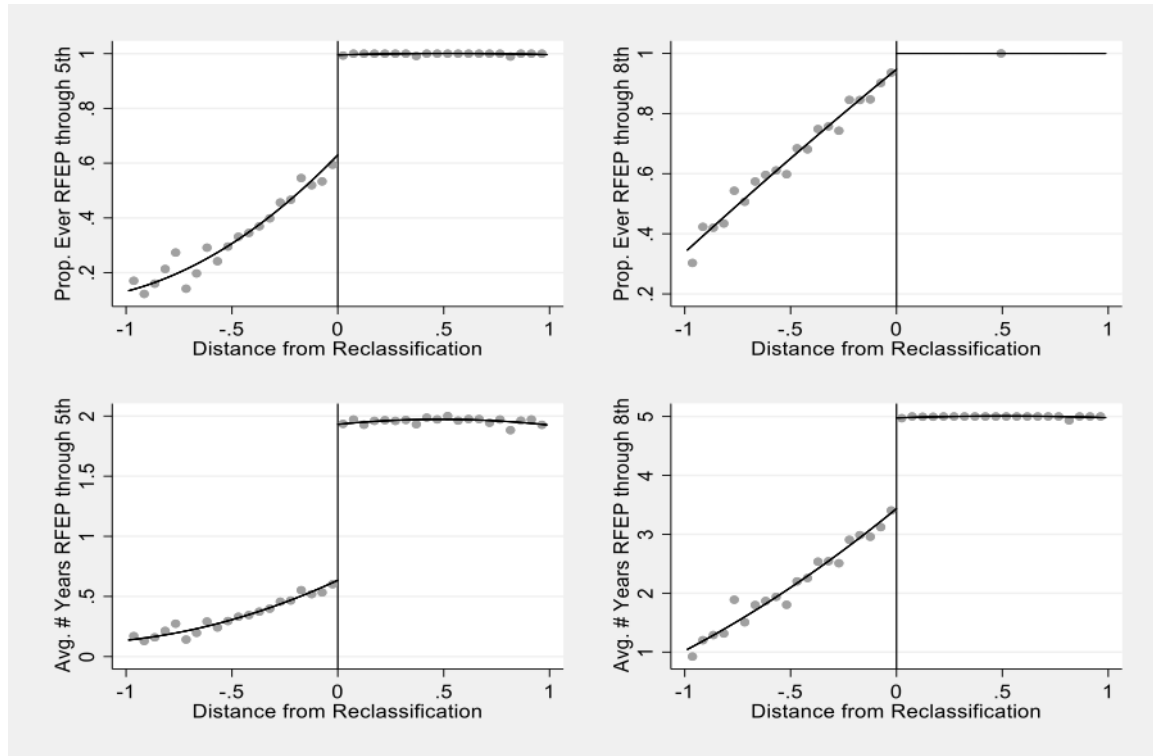 Prop. Ever RFEP through 5th
1
.8
.6
.4
.2
-1 -.5 0 .5 1
Distance from Reclassification
Prop. Ever RFEP through 8th
1
.8
.6
.4
.2
-1 -.5 0 .5 1
Distance from Reclassification
Avg. # Years RFEP through 5th
2
1.5
1
.5
0
-1 -.5 0 .5 1
Distance from Reclassification
Avg. # Years RFEP through 8th
5
4
3
2
1
-1 -.5 0 .5 1
Distance from Reclassification